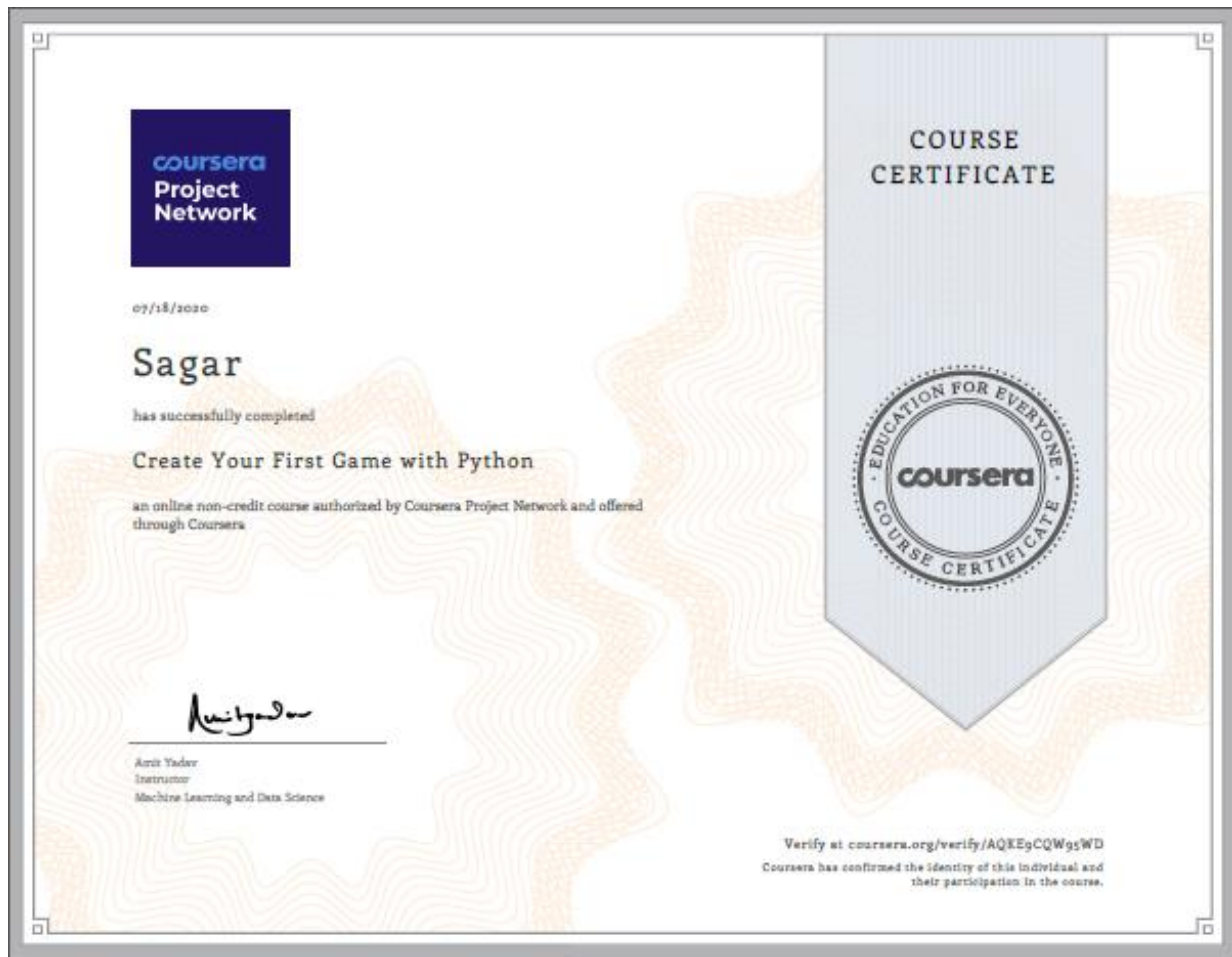 coursera
Project
Network
07/18/2020
Sagar
has successfully completed
Create Your First Game with Python
an online non-credit course authorized by Coursera Project Network and offered
through Coursera
Amit Yadav
Amit Yadav
Instructor
Machine Learning and Data Science
COURSE
CERTIFICATE
EDUCATION FOR EVERYONE
coursera
COURSE CERTIFICATE
Verify at coursera.org/verify/AQKE9CQW95WD
Coursera has confirmed the identity of this individual and
their participation in the course.